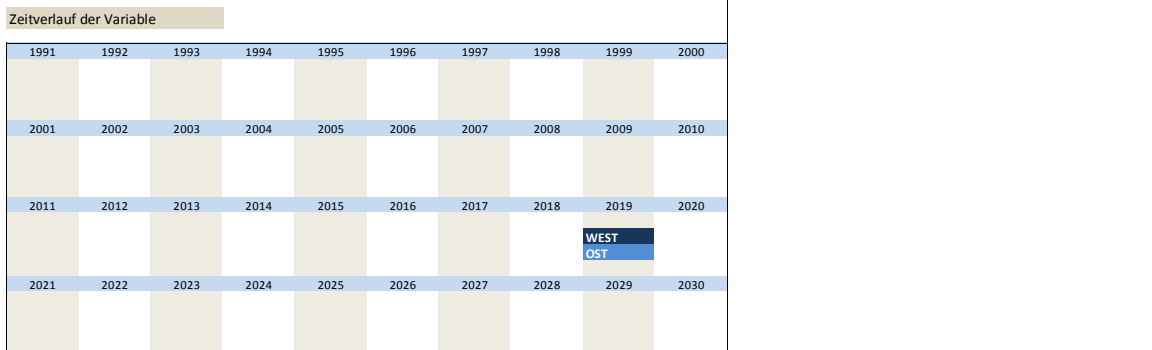 Zeitverlauf der Variable
1991 1992 1993 1994 1995 1996 1997 1998 1999 2000
2001 2002 2003 2004 2005 2006 2007 2008 2009 2010
2011 2012 2013 2014 2015 2016 2017 2018 2019 2020
WEST
OST
2021 2022 2023 2024 2025 2026 2027 2028 2029 2030